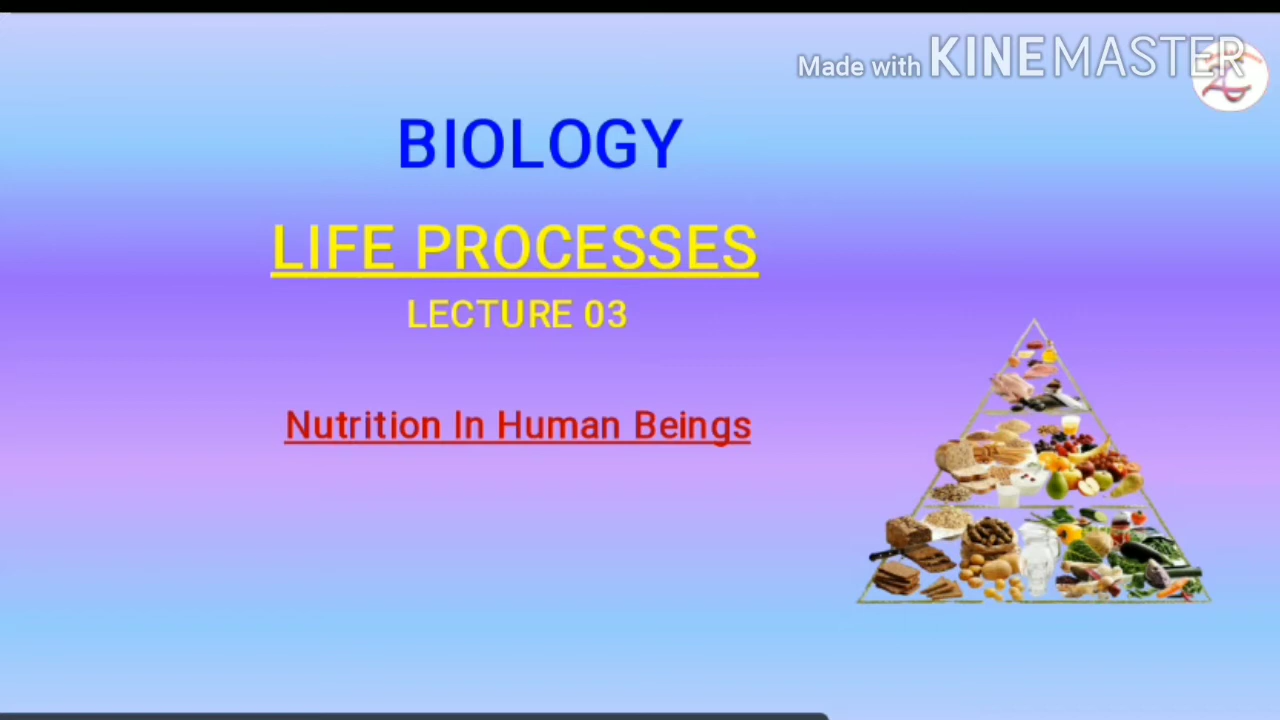 Made with KINEMASTER
BIOLOGY
LIFE PROCESSES
LECTURE 03
Nutrition In Human Beings